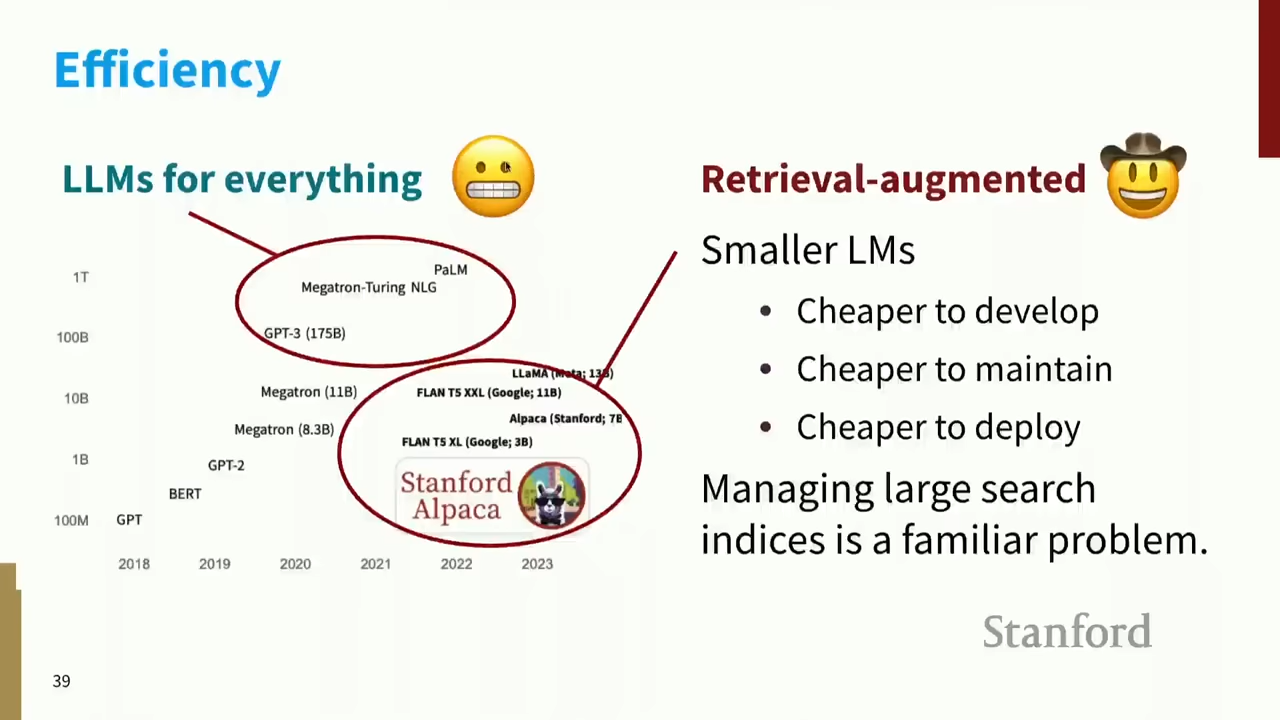 Efficiency
LLMs for everything
1T
PaLM
Megatron-Turing NLG
GPT-3 (175B)
100B
LLaMA (Meta; 13B)
Megatron (11B)
FLAN T5 XXL (Google; 11B)
10B
Alpaca (Stanford; 7B
Megatron (8.3B)
FLAN T5 XL (Google; 3B)
1B
GPT-2
Stanford
Alpaca
BERT
100M
GPT
2018 2019 2020 2021 2022 2023
Retrieval-augmented
Smaller LMs
• Cheaper to develop
• Cheaper to maintain
• Cheaper to deploy
Managing large search
indices is a familiar problem.
Stanford
39